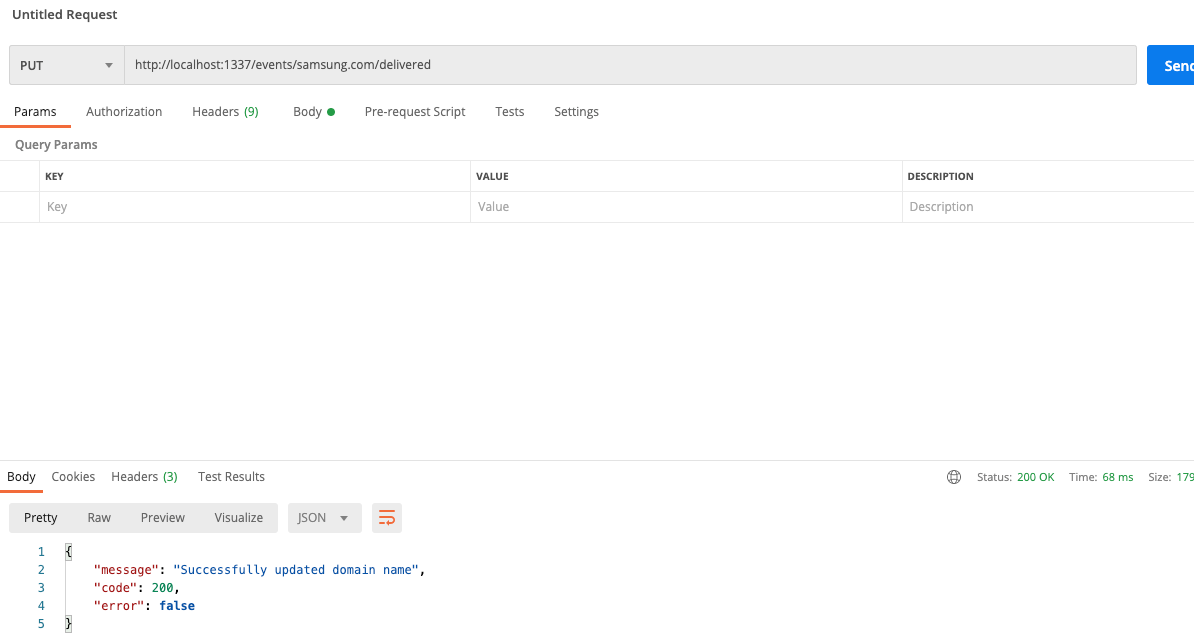 Untitled Request
PUT http://localhost:1337/events/samsung.com/delivered Send
Params Authorization Headers (9) Body Pre-request Script Tests Settings
Query Params
KEY VALUE DESCRIPTION
Key Value Description
Body Cookies Headers (3) Test Results Status: 200 OK Time: 68 ms Size: 179
Pretty Raw Preview Visualize JSON
1 {
2 "message": "Successfully updated domain name",
3 "code": 200,
4 "error": false
5 }